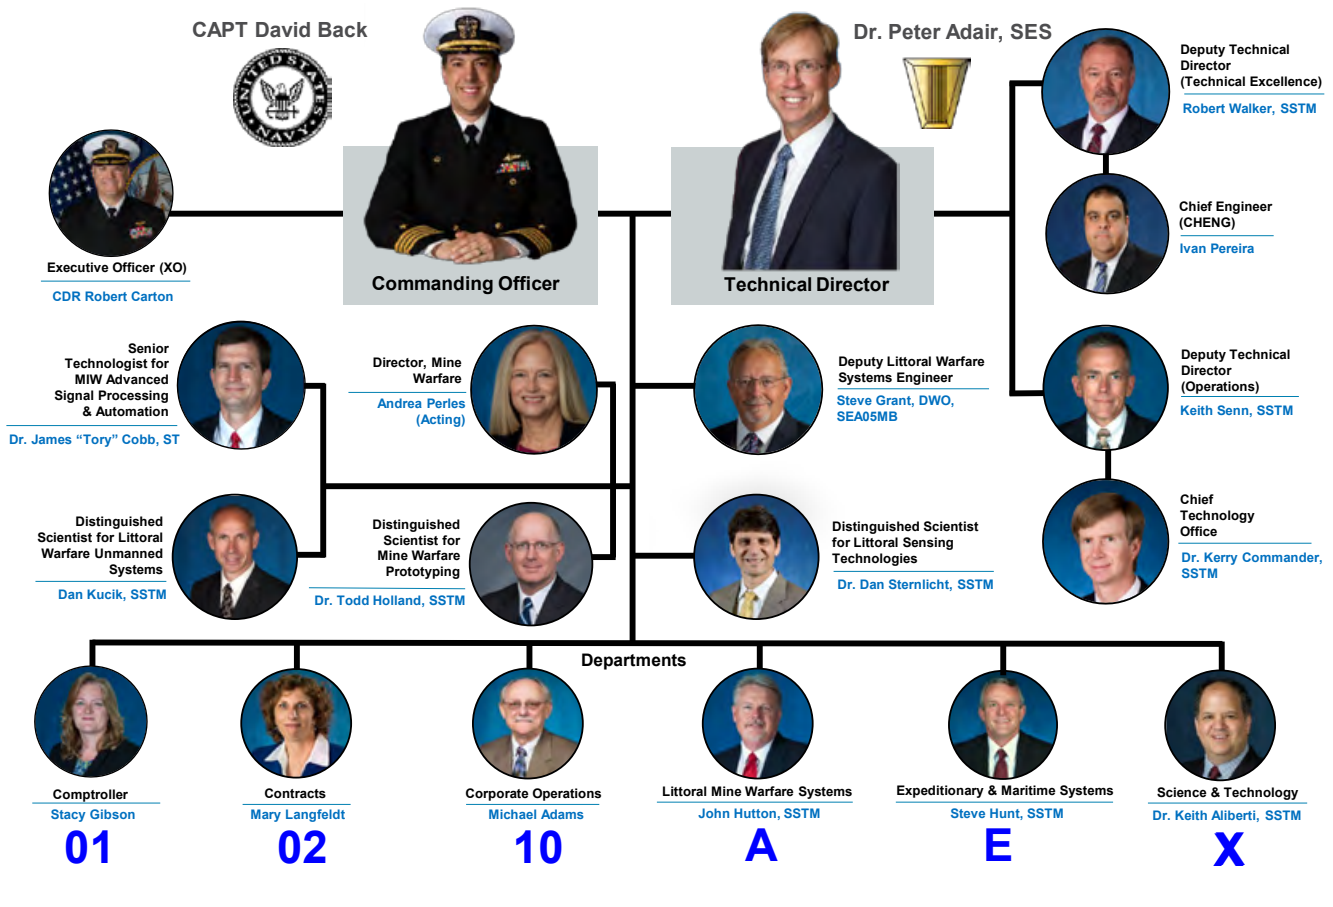 CAPT David Back
Dr. Peter Adair, SES
UNITED STATES
NAVY
Commanding Officer
Technical Director
Executive Officer (XO)
CDR Robert Carton
Deputy Technical
Director
(Technical Excellence)
Robert Walker, SSTM
Chief Engineer
(CHENG)
Ivan Pereira
Senior
Technologist for
MIW Advanced
Signal Processing
& Automation
Dr. James “Tory” Cobb, ST
Director, Mine
Warfare
Andrea Perles
(Acting)
Deputy Littoral Warfare
Systems Engineer
Steve Grant, DWO,
SEA05MB
Deputy Technical
Director
(Operations)
Keith Senn, SSTM
Distinguished
Scientist for Littoral
Warfare Unmanned
Systems
Dan Kucik, SSTM
Distinguished
Scientist for
Mine Warfare
Prototyping
Dr. Todd Holland, SSTM
Distinguished Scientist
for Littoral Sensing
Technologies
Dr. Dan Sternlicht, SSTM
Chief
Technology
Office
Dr. Kerry Commander,
SSTM
Departments
Comptroller
Stacy Gibson
01
Contracts
Mary Langfeldt
02
Corporate Operations
Michael Adams
10
Littoral Mine Warfare Systems
John Hutton, SSTM
A
Expeditionary & Maritime Systems
Steve Hunt, SSTM
E
Science & Technology
Dr. Keith Aliberti, SSTM
X